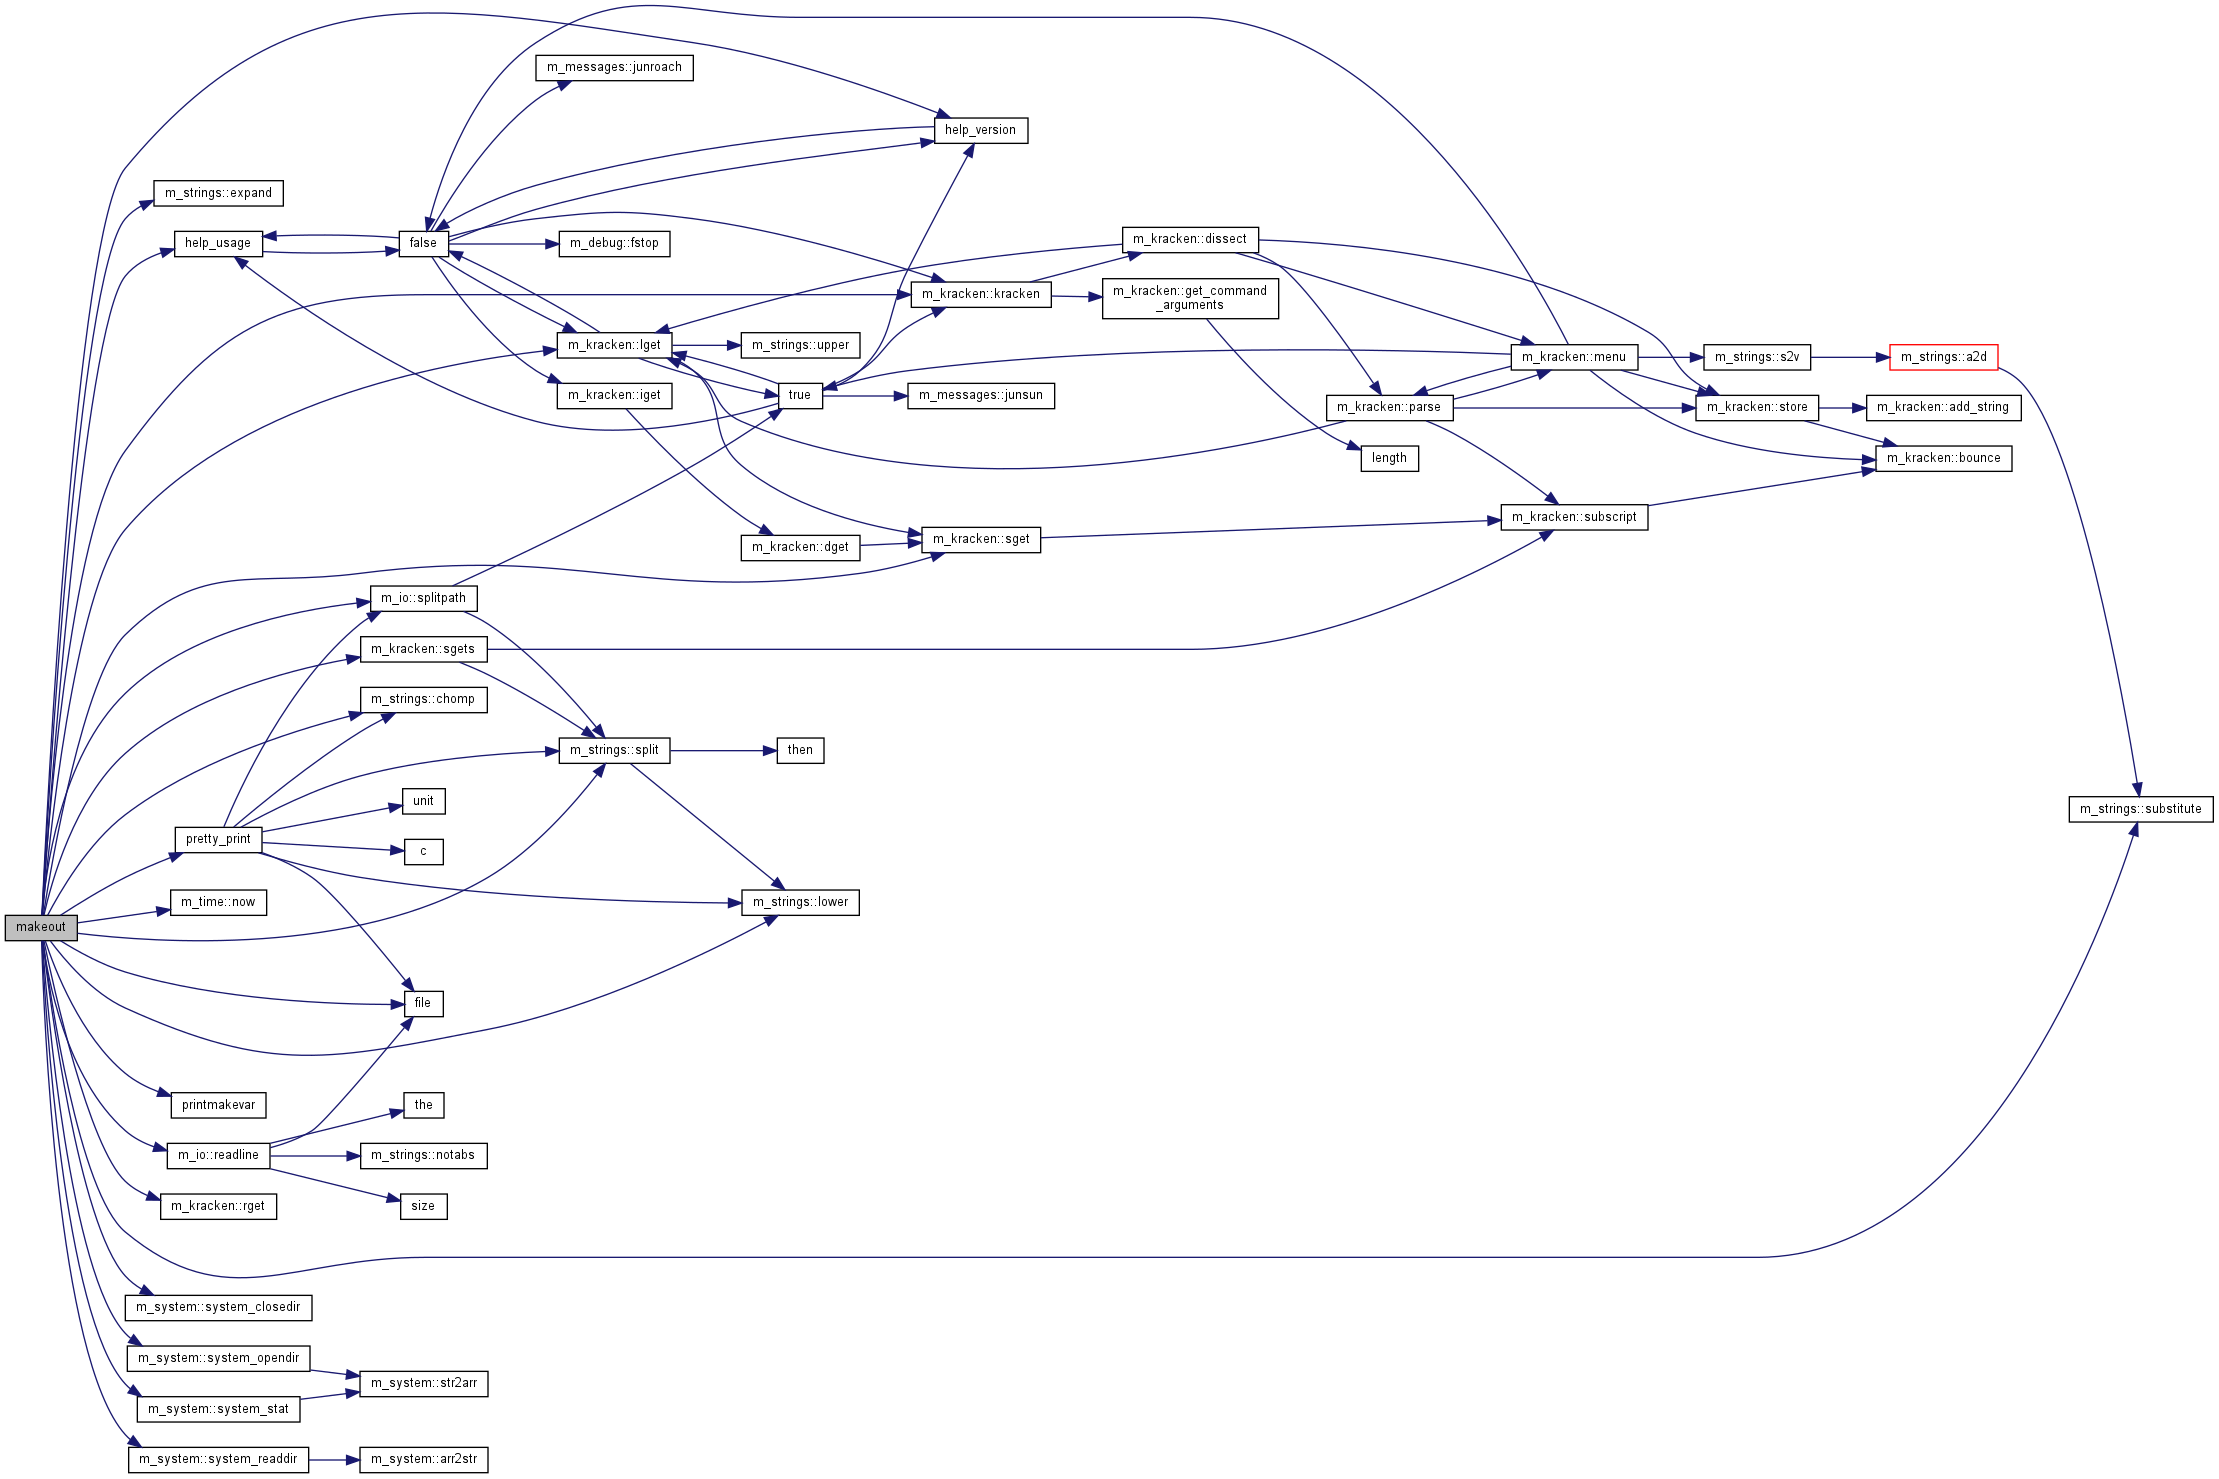 m_messages::junroach
help_version
m_strings::expand
help_usage
false
m_debug::fstop
m_kracken::dissect
m_kracken::kracken
m_kracken::get_command
_arguments
m_kracken::lget
m_strings::upper
m_kracken::menu
m_strings::s2v
m_strings::a2d
m_kracken::iget
true
m_messages::junsun
m_kracken::parse
m_kracken::store
m_kracken::add_string
length
m_kracken::bounce
m_kracken::subscript
m_kracken::dget
m_kracken::sget
m_io::splitpath
m_kracken::sgets
m_strings::chomp
m_strings::split
then
unit
m_strings::substitute
pretty_print
c
m_time::now
m_strings::lower
makeout
file
printmakevar
the
m_io::readline
m_strings::notabs
m_kracken::rget
size
m_system::system_closedir
m_system::system_opendir
m_system::str2arr
m_system::system_stat
m_system::system_readdir
m_system::arr2str